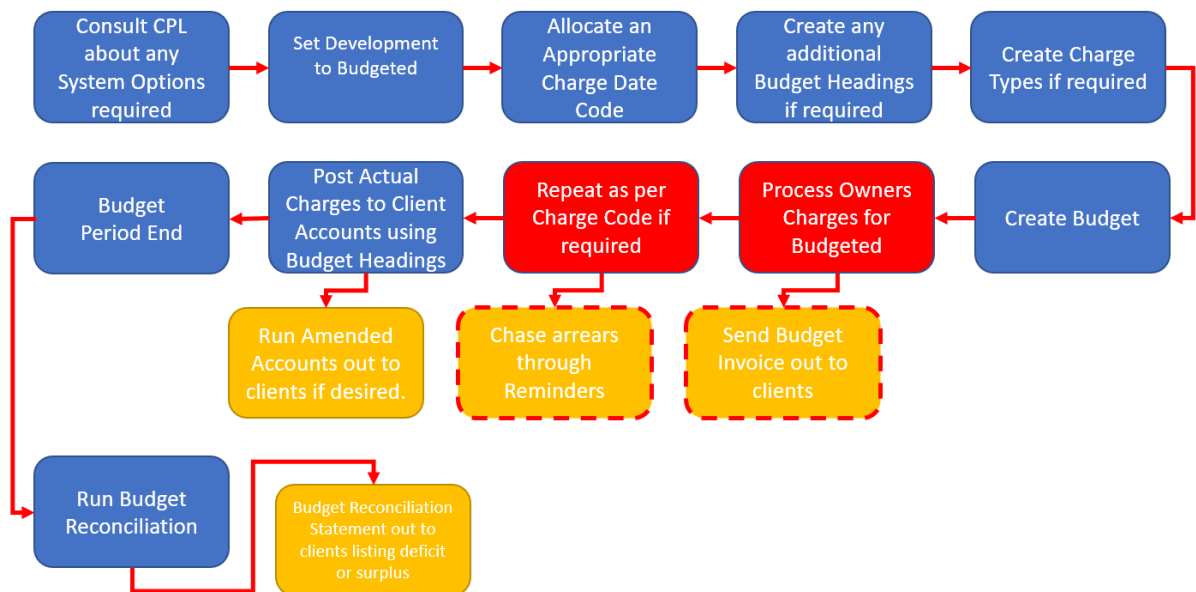 Consult CPL
about any
System Options
required
Set Development
to Budgeted
Allocate an
Appropriate
Charge Date
Code
Create any
additional
Budget Headings
if required
Create Charge
Types if required
Budget
Period End
Post Actual
Charges to Client
Accounts using
Budget Headings
Repeat as per
Charge Code if
required
Process Owners
Charges for
Budgeted
Create Budget
Run Amended
Accounts out to
clients if desired.
Chase arrears
through
Reminders
Send Budget
Invoice out to
clients
Run Budget
Reconciliation
Budget Reconciliation
Statement out to
clients listing deficit
or surplus